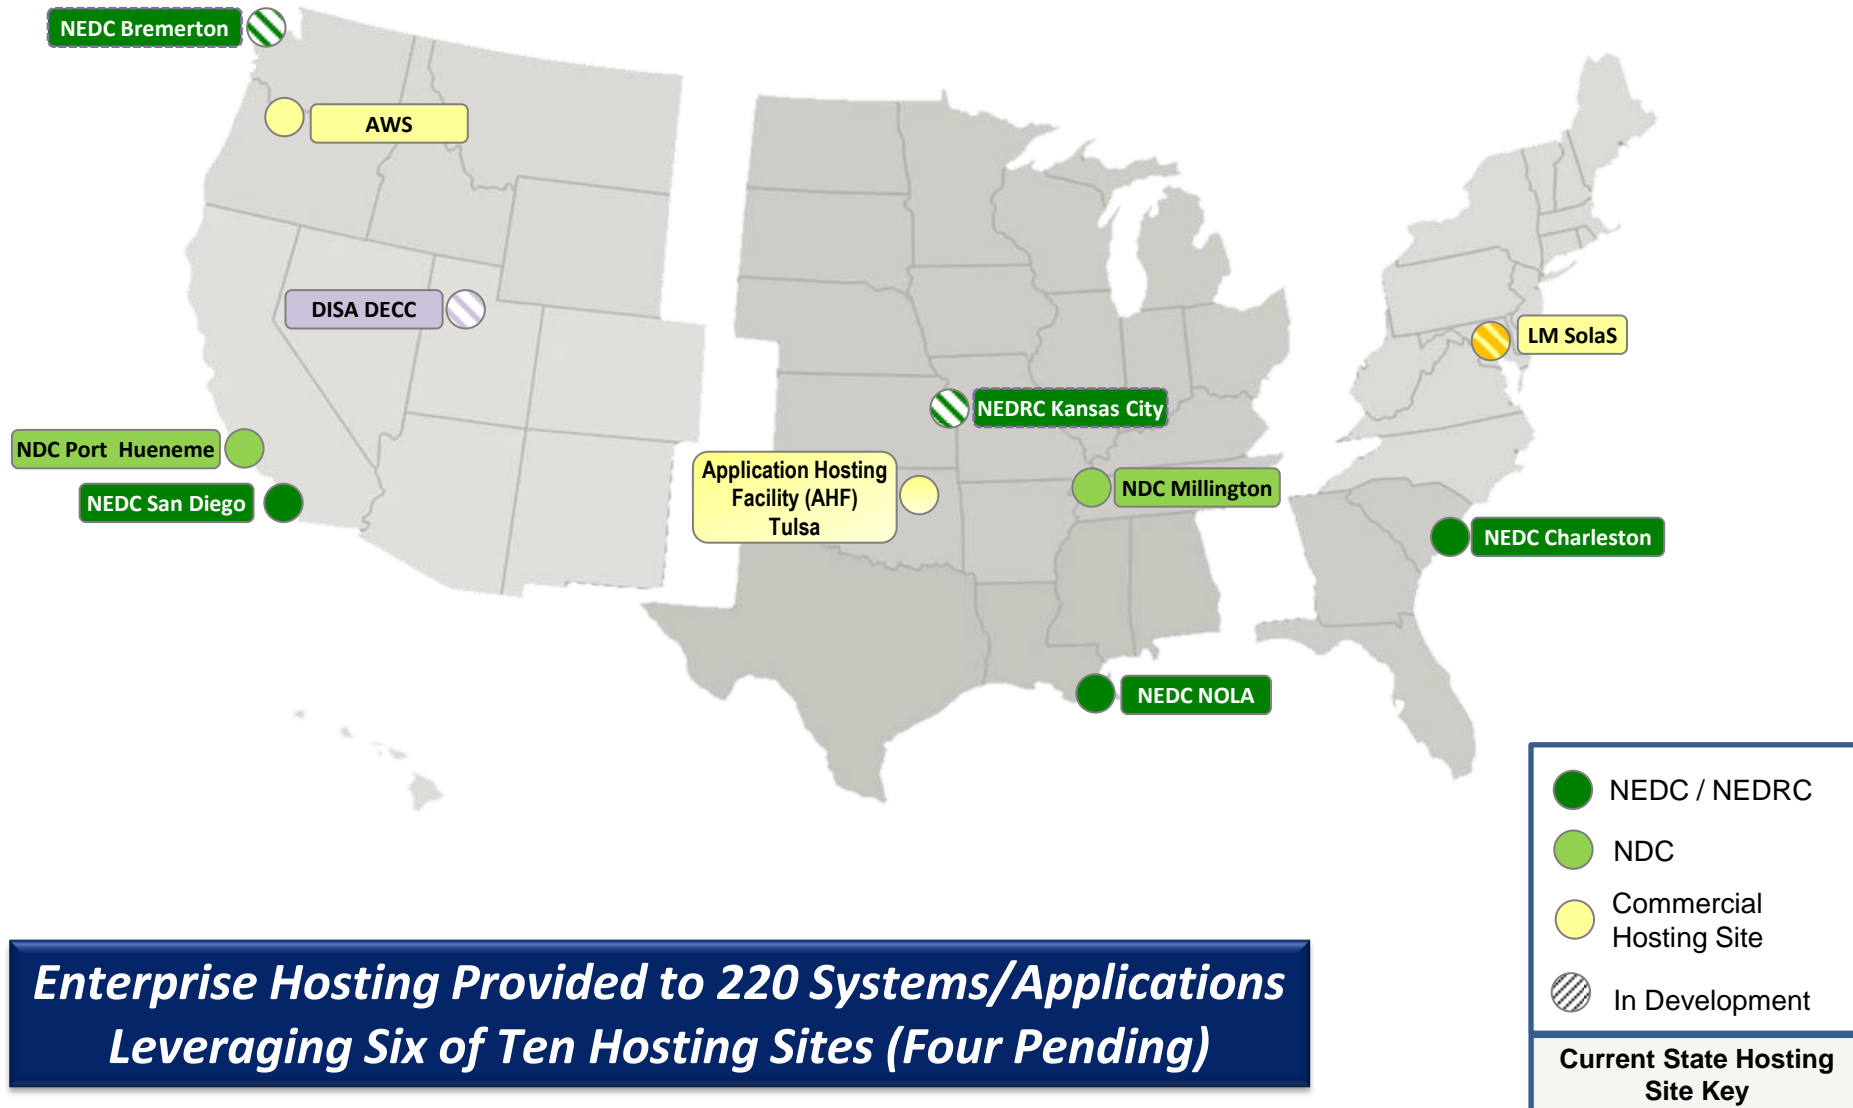 NEDC Bremerton
AWS
DISA DECC
LM SolaS
NEDRC Kansas City
NDC Port  Hueneme
Application Hosting
Facility (AHF)
Tulsa
NEDC San Diego
NDC Millington
NEDC Charleston
NEDC NOLA
NEDC / NEDRC
NDC
Commercial
Hosting Site
In Development
Current State Hosting
Site Key
Enterprise Hosting Provided to 220 Systems/Applications
Leveraging Six of Ten Hosting Sites (Four Pending)